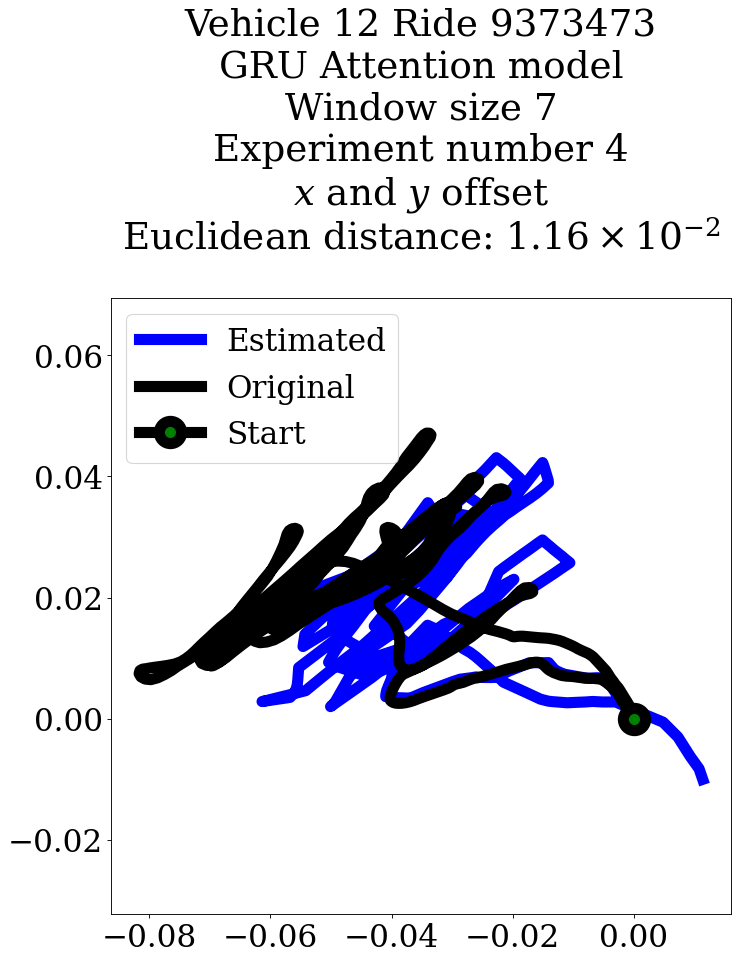 Vehicle 12 Ride 9373473
GRU Attention model
Window size 7
Experiment number 4
x and y offset
Euclidean distance: 1.16 × 10⁻²
Estimated
Original
Start
0.06
0.04
0.02
0.00
−0.02
−0.08 −0.06 −0.04 −0.02 0.00